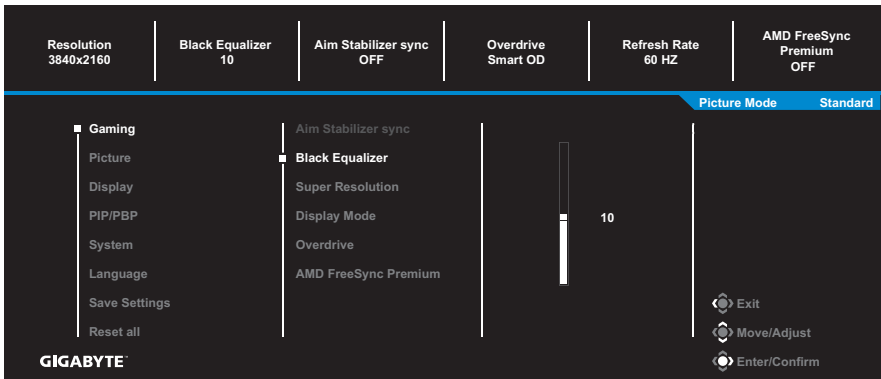 Resolution
3840x2160
Black Equalizer
10
Aim Stabilizer sync
OFF
Overdrive
Smart OD
Refresh Rate
60 HZ
AMD FreeSync
Premium
OFF
Picture Mode Standard
Gaming
Picture
Display
PIP/PBP
System
Language
Save Settings
Reset all
Aim Stabilizer sync
Black Equalizer
Super Resolution
Display Mode
Overdrive
AMD FreeSync Premium
10
Exit
Move/Adjust
Enter/Confirm
GIGABYTE™